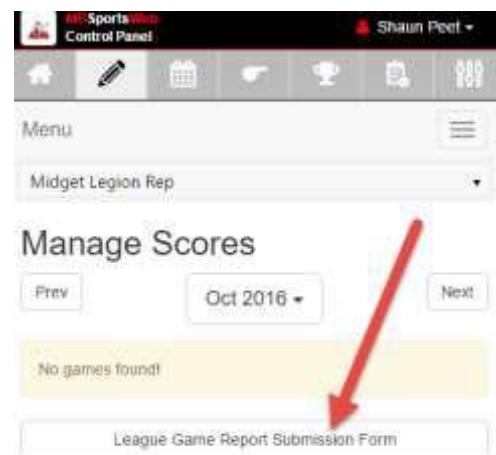 MBSportsWeb
Control Panel
Shaun Peet
Menu
Midget Legion Rep
Manage Scores
Prev
Oct 2016
Next
No games found!
League Game Report Submission Form